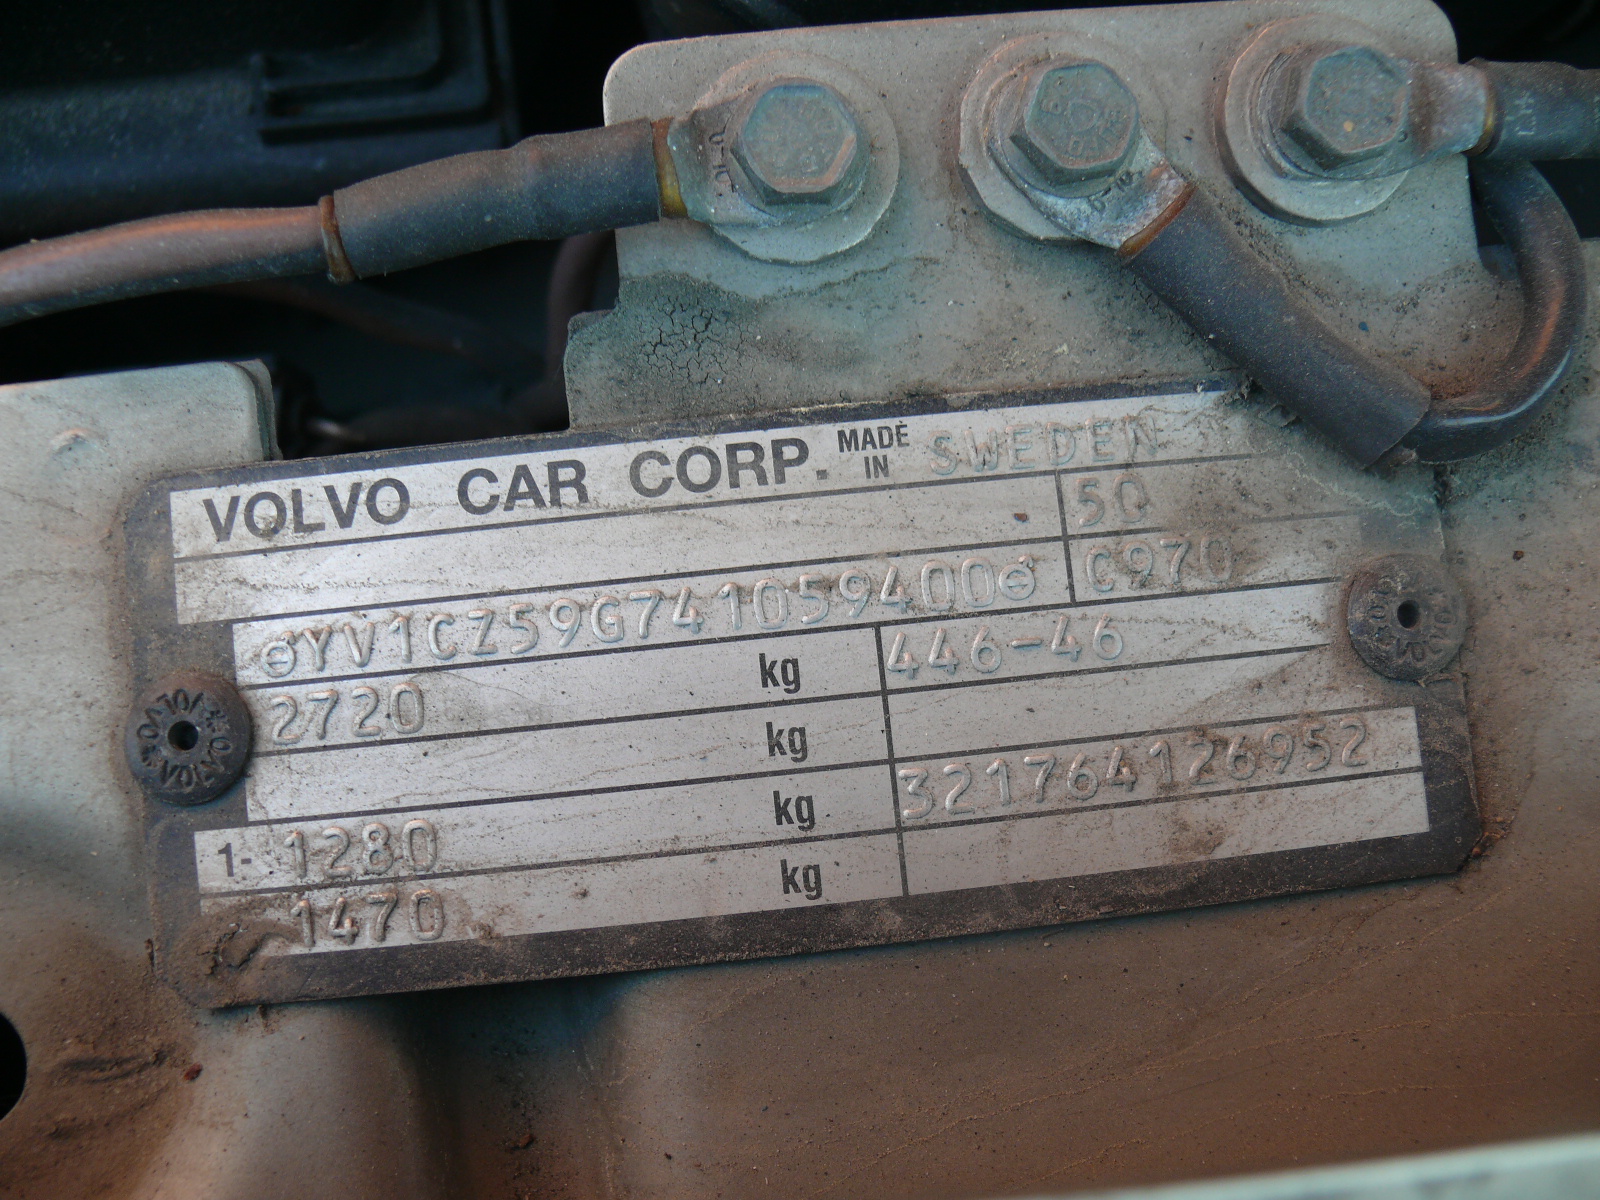 VOLVO CAR CORP. MADE IN SWEDEN
50
YV1CZ59G741059400 C970
2720 kg 446-46
kg
1- 1280 kg 321764126952
1470 kg